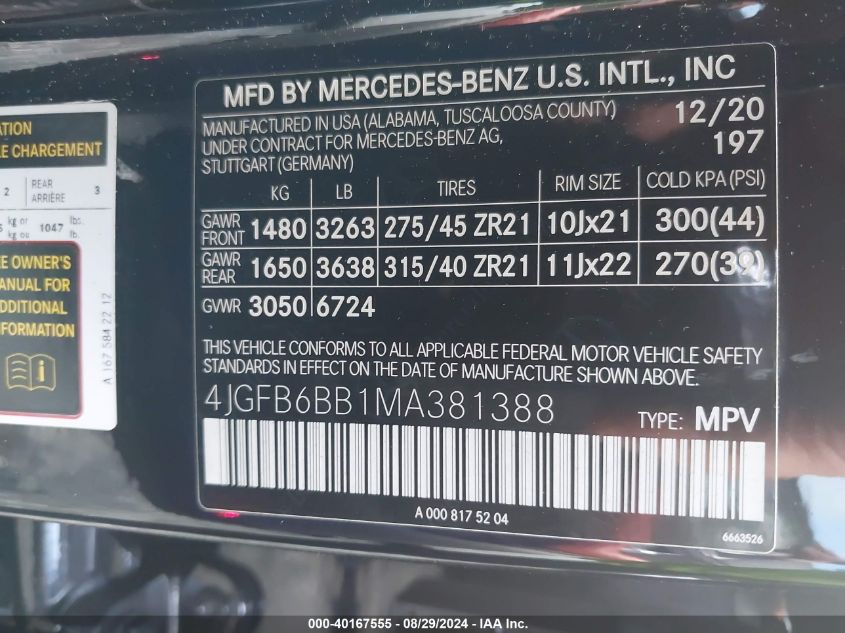 ATION
E CHARGEMENT
2 REAR ARRIÈRE 3
kg or kg ou 1047 lbs. lb.
E OWNER'S
ANUAL FOR
DDITIONAL
FORMATION
A 167 584 22 12
MFD BY MERCEDES-BENZ U.S. INTL., INC
MANUFACTURED IN USA (ALABAMA, TUSCALOOSA COUNTY) 12/20
UNDER CONTRACT FOR MERCEDES-BENZ AG, 197
STUTTGART (GERMANY)
KG LB TIRES RIM SIZE COLD KPA (PSI)
GAWR FRONT 1480 3263 275/45 ZR21 10Jx21 300(44)
GAWR REAR 1650 3638 315/40 ZR21 11Jx22 270(39)
GVWR 3050 6724
THIS VEHICLE CONFORMS TO ALL APPLICABLE FEDERAL MOTOR VEHICLE SAFETY
STANDARDS IN EFFECT ON THE DATE OF MANUFACTURE SHOWN ABOVE.
4JGFB6BB1MA381388 TYPE: MPV
A 000 817 52 04
6663526
000-40167555 - 08/29/2024 - IAA Inc.